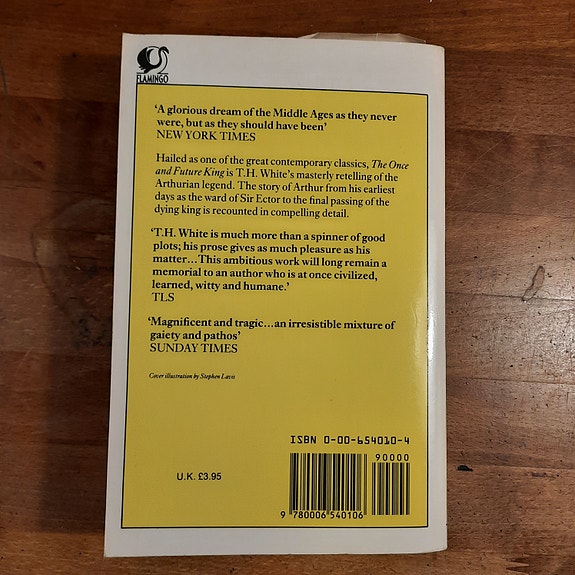 FLAMINGO
‘A glorious dream of the Middle Ages as they never
were, but as they should have been’
NEW YORK TIMES
Hailed as one of the great contemporary classics, The Once
and Future King is T.H. White's masterly retelling of the
Arthurian legend. The story of Arthur from his earliest
days as the ward of Sir Ector to the final passing of the
dying king is recounted in compelling detail.
‘T.H. White is much more than a spinner of good
plots; his prose gives as much pleasure as his
matter...This ambitious work will long remain a
memorial to an author who is at once civilized,
learned, witty and humane.’
TLS
‘Magnificent and tragic...an irresistible mixture of
gaiety and pathos’
SUNDAY TIMES
Cover illustration by Stephen Lavis
ISBN 0-00-654010-4
90000
U.K. £3.95
9 780006 540106